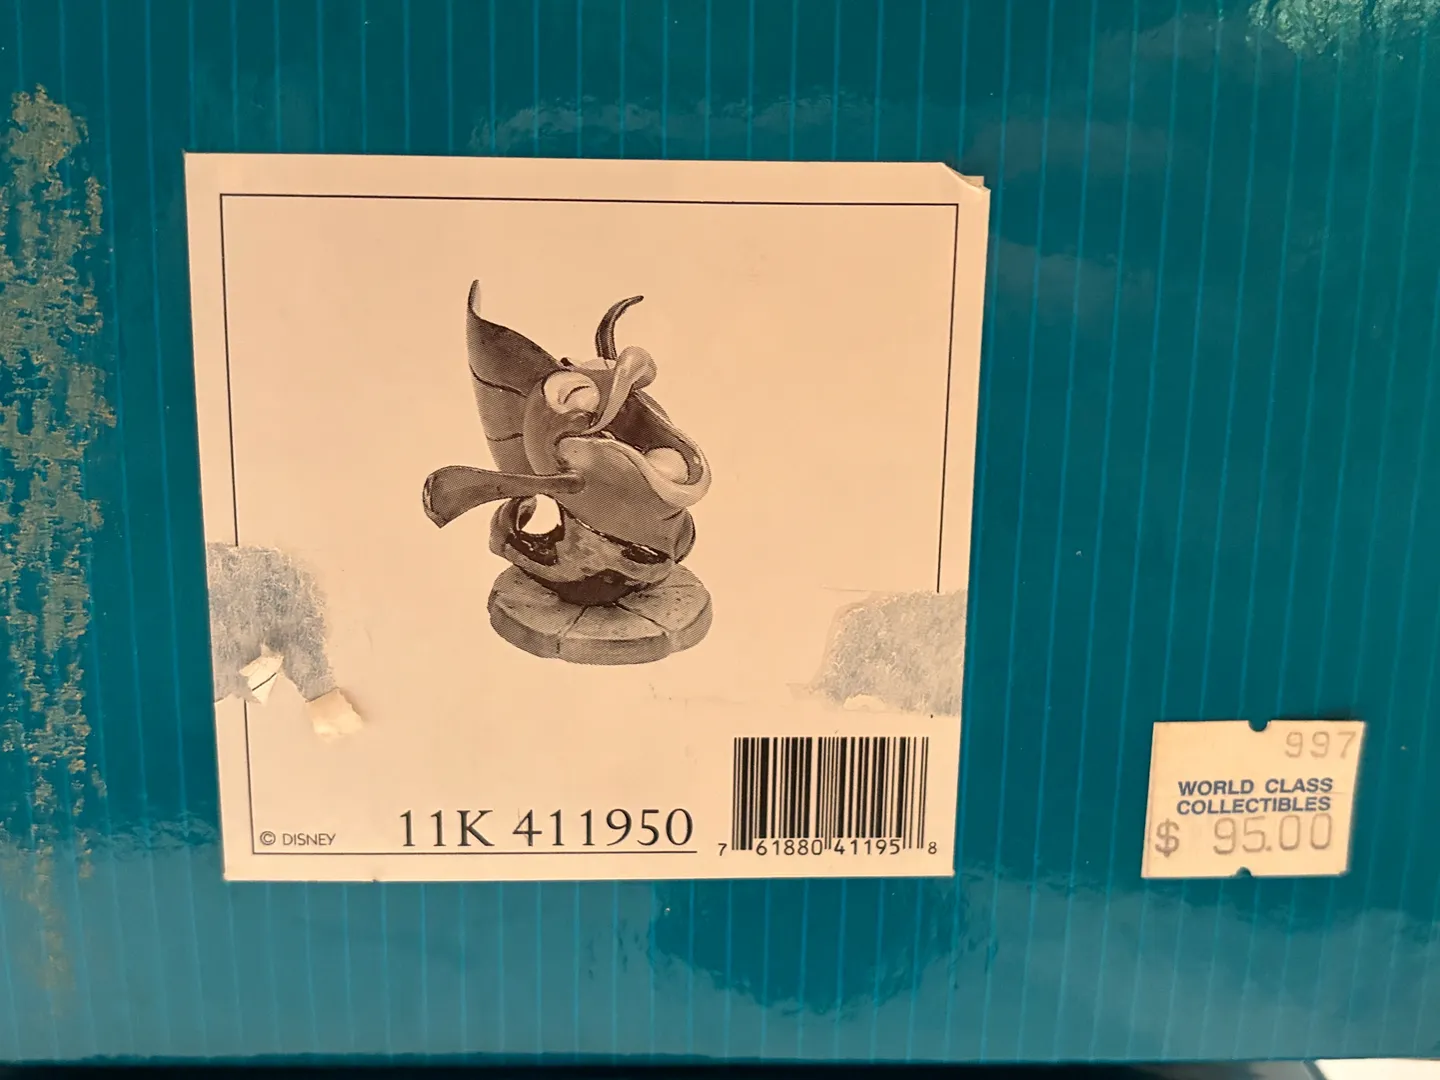 © DISNEY
11K 411950
7 61880 41195 8
997
WORLD CLASS
COLLECTIBLES
$ 95.00